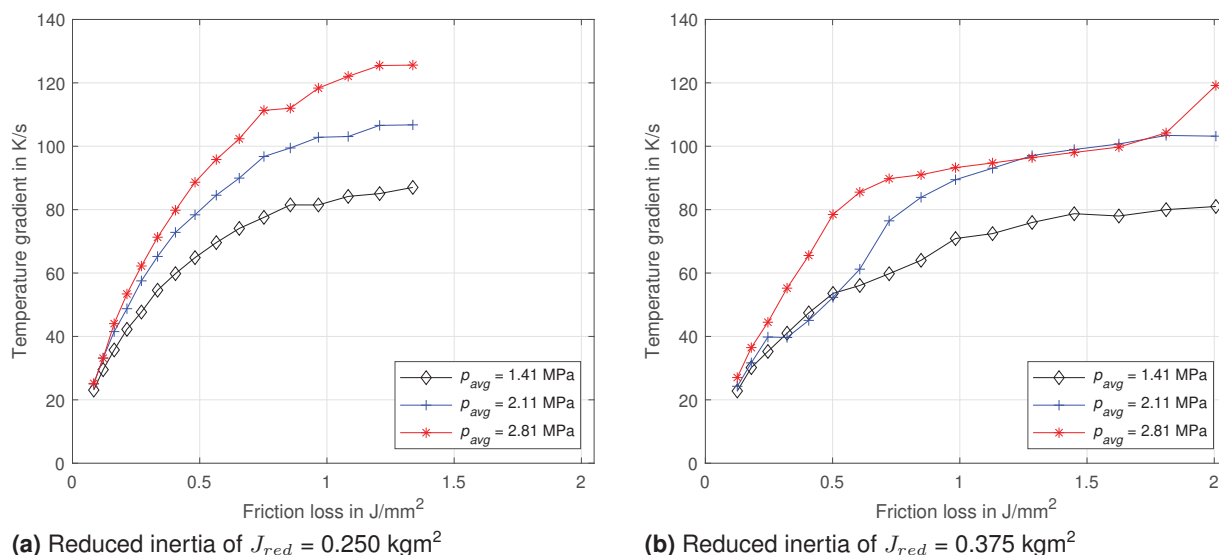 140
120
100
80
60
40
20
0
Temperature gradient in K/s
0 0.5 1 1.5 2
Friction loss in J/mm²
p_avg = 1.41 MPa
p_avg = 2.11 MPa
p_avg = 2.81 MPa
(a) Reduced inertia of J_red = 0.250 kgm²
140
120
100
80
60
40
20
0
Temperature gradient in K/s
0 0.5 1 1.5 2
Friction loss in J/mm²
p_avg = 1.41 MPa
p_avg = 2.11 MPa
p_avg = 2.81 MPa
(b) Reduced inertia of J_red = 0.375 kgm²